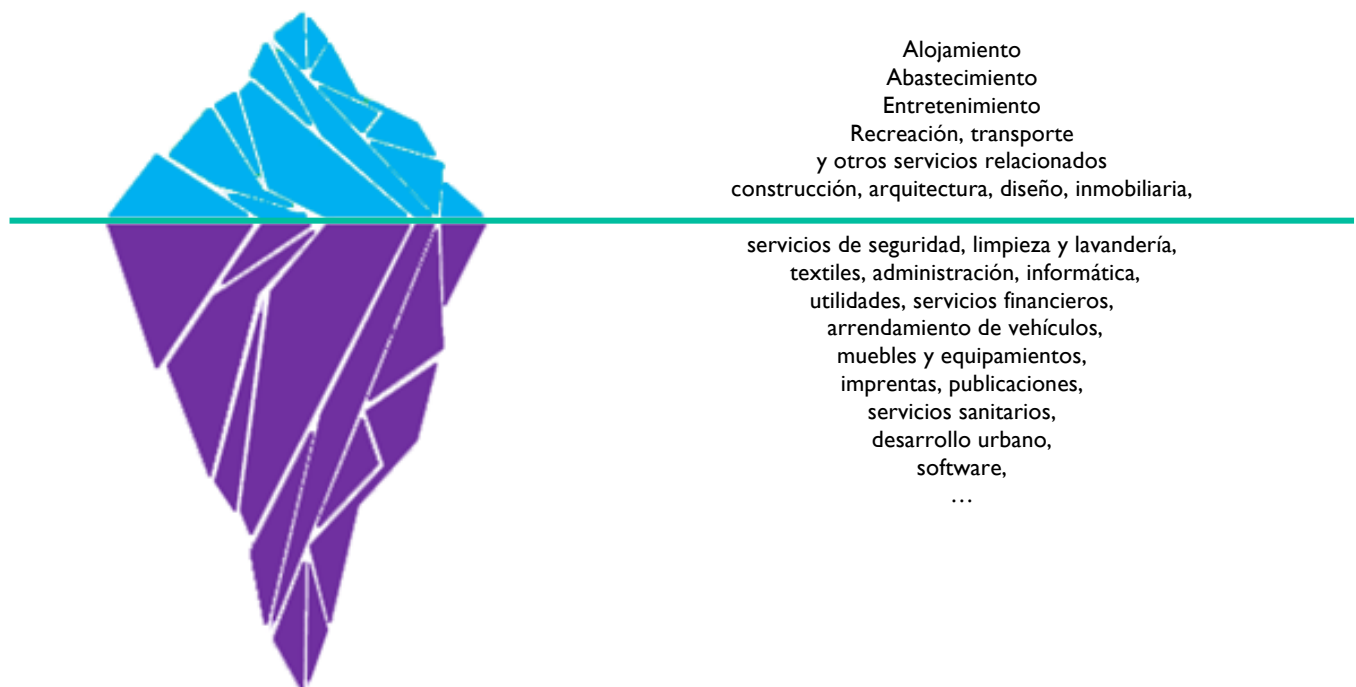 Alojamiento
Abastecimiento
Entretenimiento
Recreación, transporte
y otros servicios relacionados
construcción, arquitectura, diseño, inmobiliaria,
servicios de seguridad, limpieza y lavandería,
textiles, administración, informática,
utilidades, servicios financieros,
arrendamiento de vehículos,
muebles y equipamientos,
imprentas, publicaciones,
servicios sanitarios,
desarrollo urbano,
software,
…